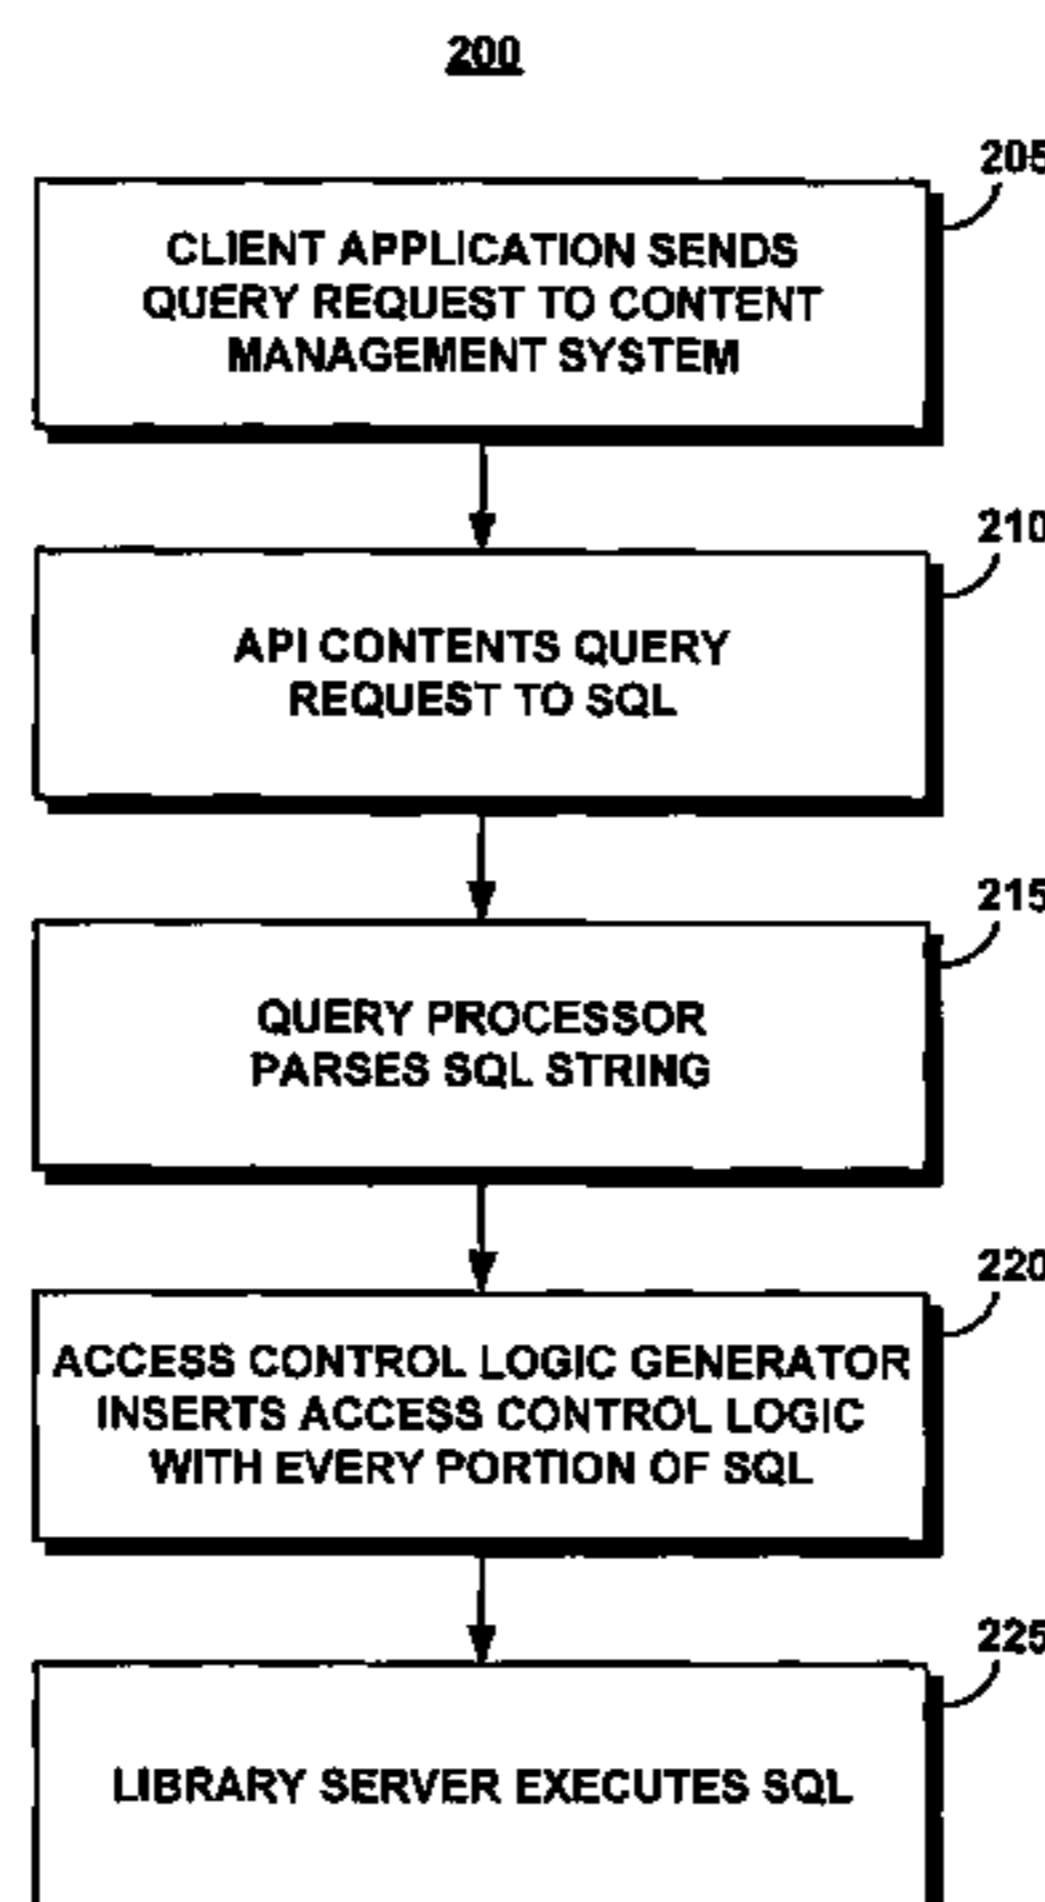 200
205
CLIENT APPLICATION SENDS
QUERY REQUEST TO CONTENT
MANAGEMENT SYSTEM
210
API CONTENTS QUERY
REQUEST TO SQL
215
QUERY PROCESSOR
PARSES SQL STRING
220
ACCESS CONTROL LOGIC GENERATOR
INSERTS ACCESS CONTROL LOGIC
WITH EVERY PORTION OF SQL
225
LIBRARY SERVER EXECUTES SQL